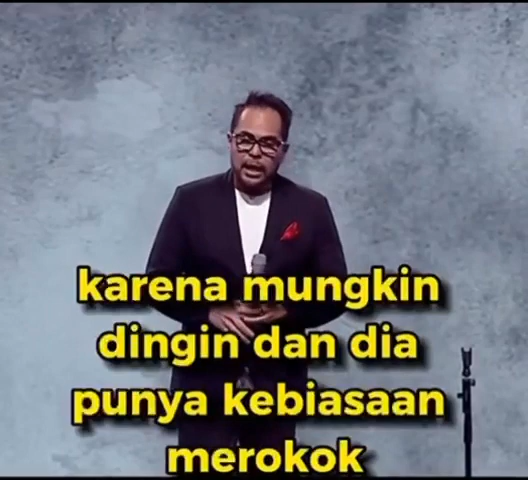 karena mungkin
dingin dan dia
punya kebiasaan
merokok